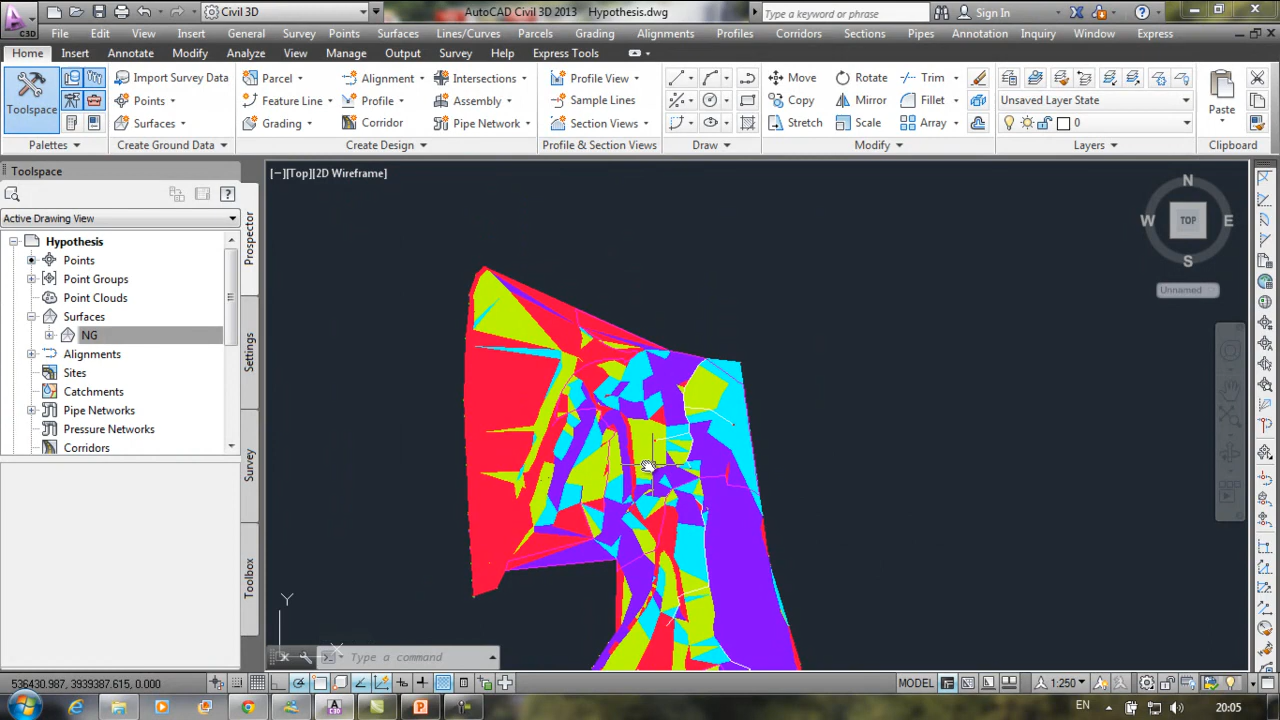 C3D
Civil 3D
AutoCAD Civil 3D 2013 Hypothesis.dwg
Type a keyword or phrase
Sign In
File Edit View Insert General Survey Points Surfaces Lines/Curves Parcels Grading Alignments Profiles Corridors Sections Pipes Annotation Inquiry Window Express
Home Insert Annotate Modify Analyze View Manage Output Survey Help Express Tools
Import Survey Data Parcel Alignment Intersections Profile View Move Rotate Trim
Unsaved Layer State
Toolspace Points Feature Line Profile Assembly Sample Lines Copy Mirror Fillet Paste
Surfaces Grading Corridor Pipe Network Section Views Stretch Scale Array 0
Palettes Create Ground Data Create Design Profile & Section Views Draw Modify Layers Clipboard
Toolspace
[−][Top][2D Wireframe]
N
W TOP E
S
Unnamed
?
Active Drawing View
Prospector
Settings
Survey
Toolbox
Hypothesis
Points
Point Groups
Point Clouds
Surfaces
NG
Alignments
Sites
Catchments
Pipe Networks
Pressure Networks
Corridors
Y
X
Type a command
536430.987, 3939387.615, 0.000
MODEL
1:250
EN
20:05